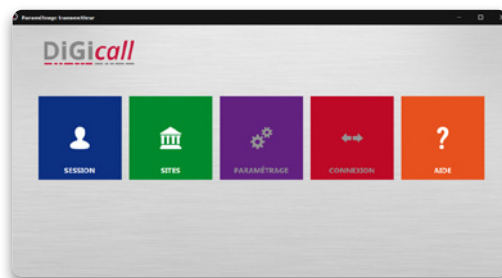 Paramétrage transmetteur
DiGicall
SESSION
SITES
PARAMÉTRAGE
CONNEXION
AIDE